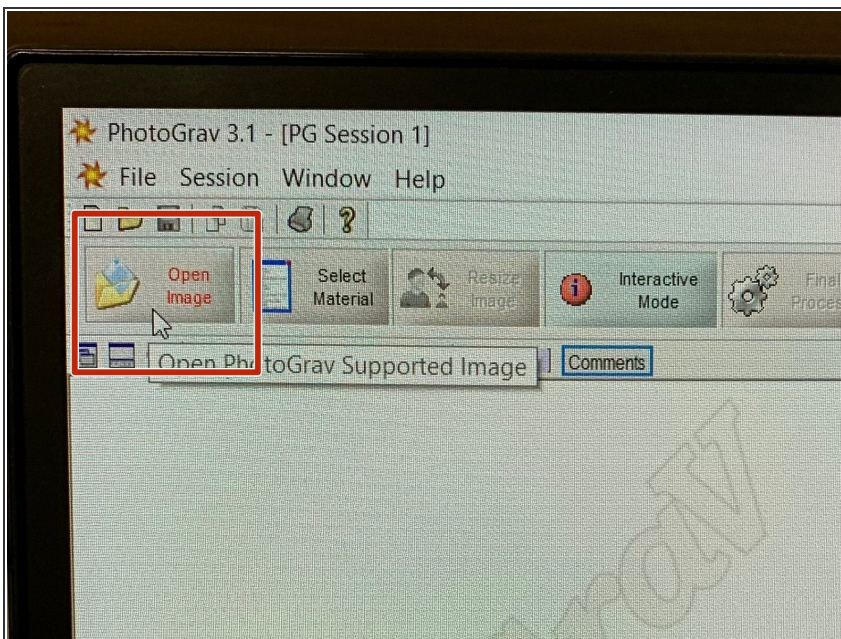 PhotoGrav 3.1 - [PG Session 1]
File Session Window Help
Open Image
Select Material
Resize Image
Interactive Mode
Final
Open PhotoGrav Supported Image
Comments